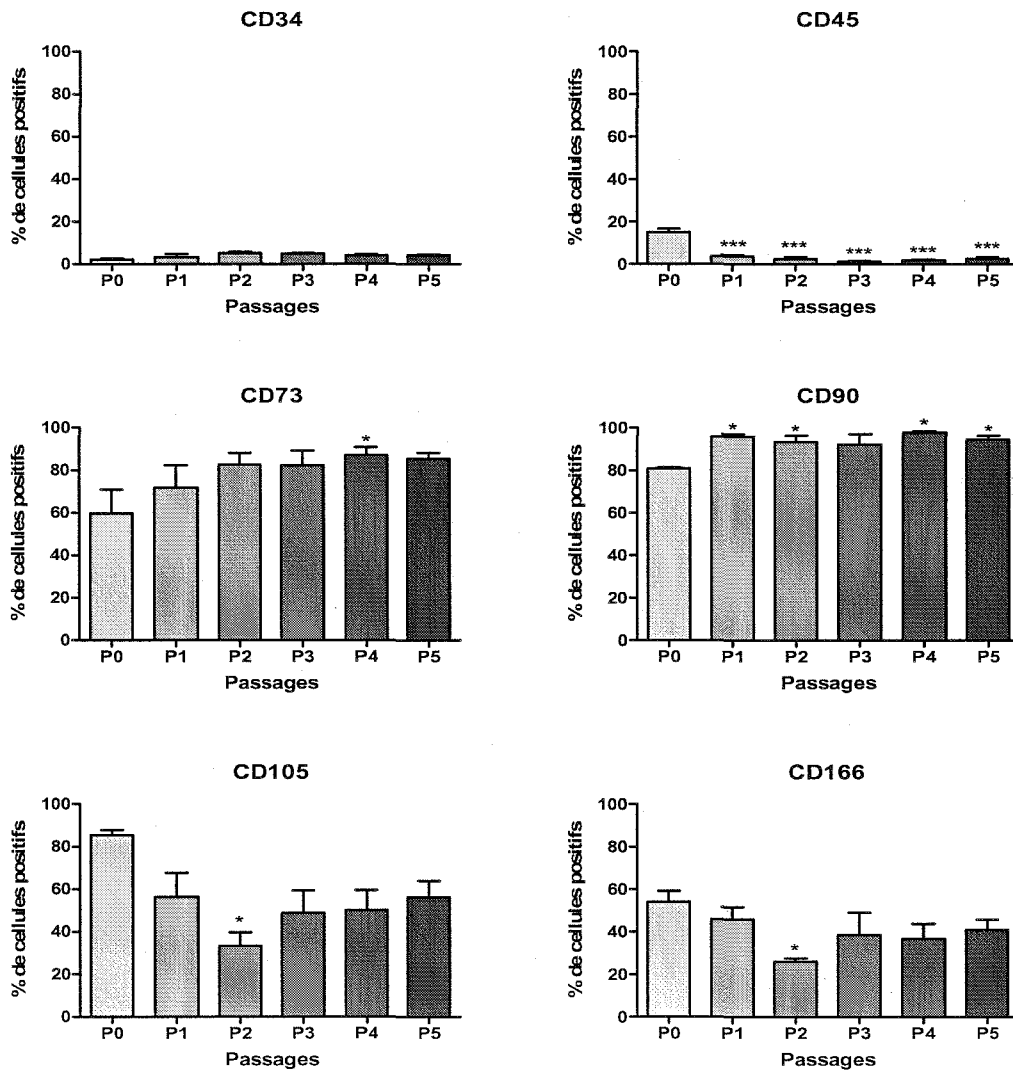 CD34
% de cellules positifs
100
80
60
40
20
0
P0 P1 P2 P3 P4 P5
Passages
CD45
% de cellules positifs
100
80
60
40
20
0
*** *** *** *** ***
P0 P1 P2 P3 P4 P5
Passages
CD73
% de cellules positifs
100
80
60
40
20
0
*
P0 P1 P2 P3 P4 P5
Passages
CD90
% de cellules positifs
100
80
60
40
20
0
* * * *
P0 P1 P2 P3 P4 P5
Passages
CD105
% de cellules positifs
100
80
60
40
20
0
*
P0 P1 P2 P3 P4 P5
Passages
CD166
% de cellules positifs
100
80
60
40
20
0
*
P0 P1 P2 P3 P4 P5
Passages